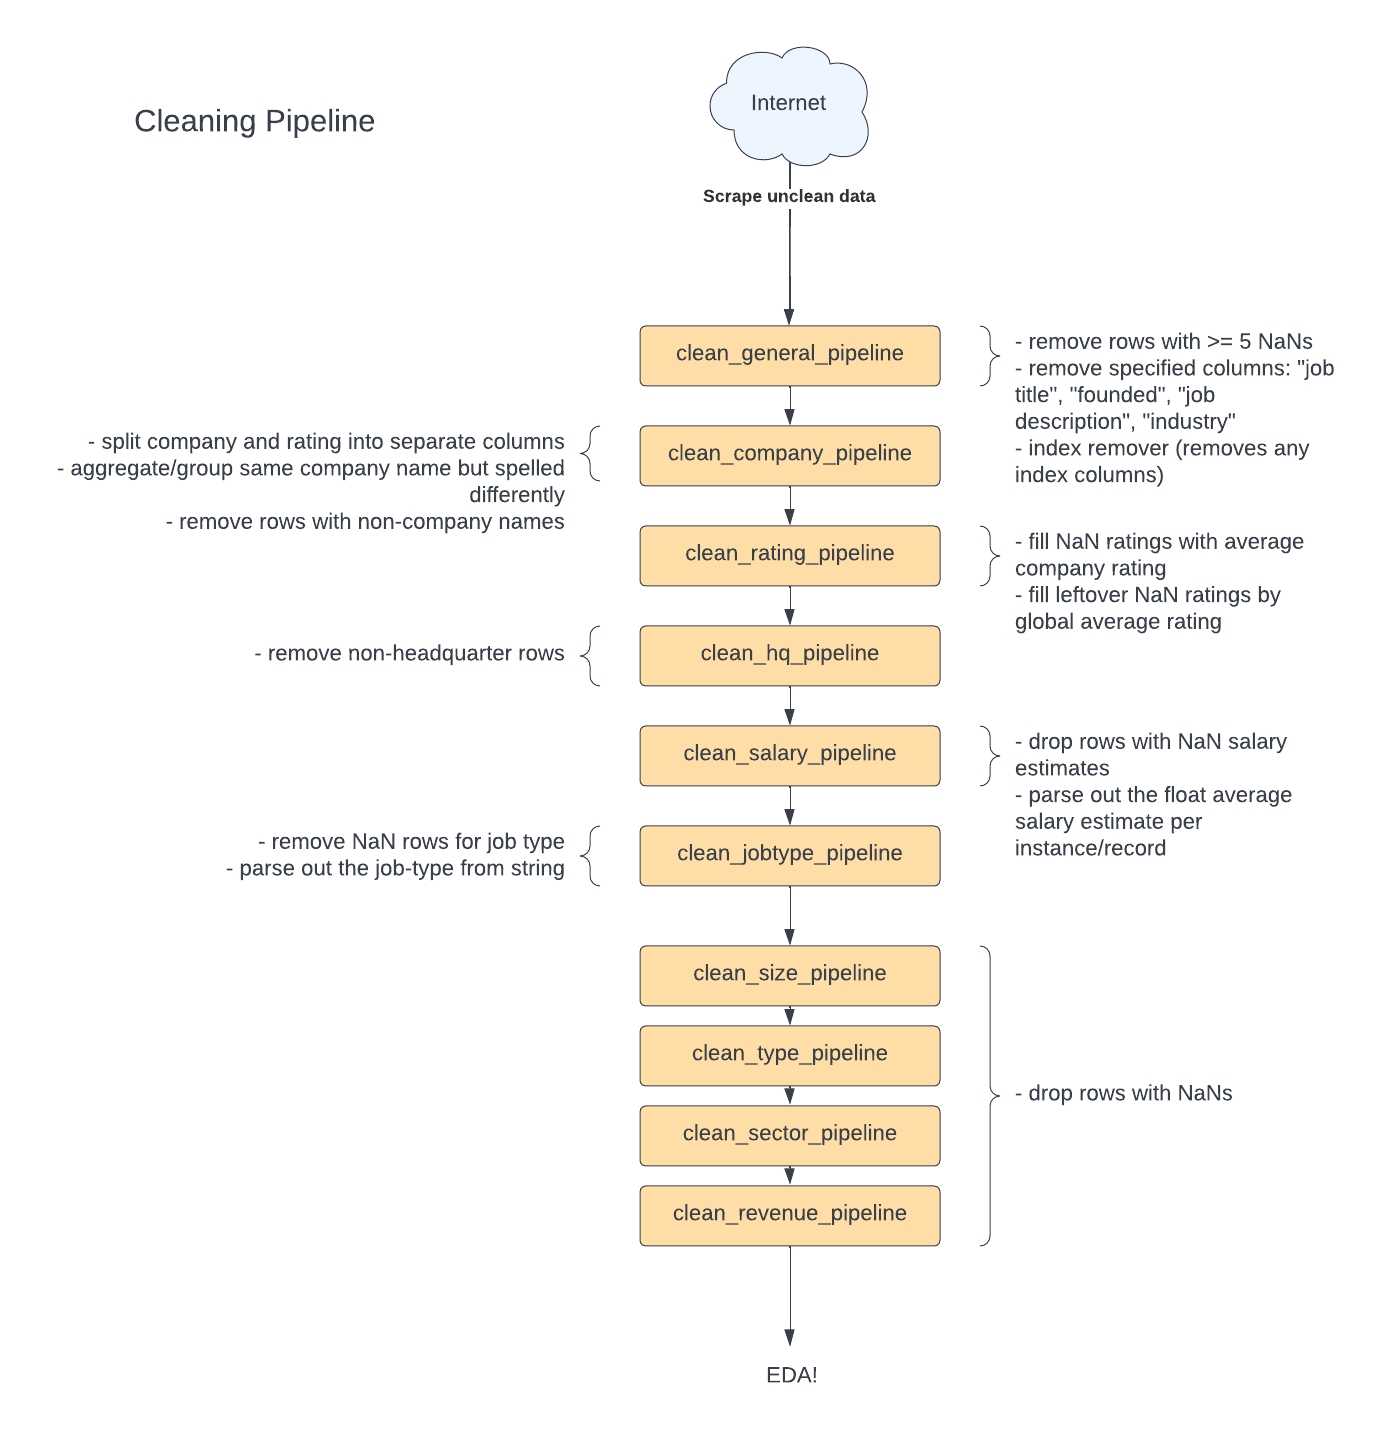 Internet
Cleaning Pipeline
Scrape unclean data
clean_general_pipeline
- remove rows with >= 5 NaNs
- remove specified columns: "job
title", "founded", "job
description", "industry"
- index remover (removes any
index columns)
- split company and rating into separate columns
- aggregate/group same company name but spelled
differently
- remove rows with non-company names
clean_company_pipeline
clean_rating_pipeline
- fill NaN ratings with average
company rating
- fill leftover NaN ratings by
global average rating
- remove non-headquarter rows
clean_hq_pipeline
clean_salary_pipeline
- drop rows with NaN salary
estimates
- parse out the float average
salary estimate per
instance/record
- remove NaN rows for job type
- parse out the job-type from string
clean_jobtype_pipeline
clean_size_pipeline
clean_type_pipeline
- drop rows with NaNs
clean_sector_pipeline
clean_revenue_pipeline
EDA!